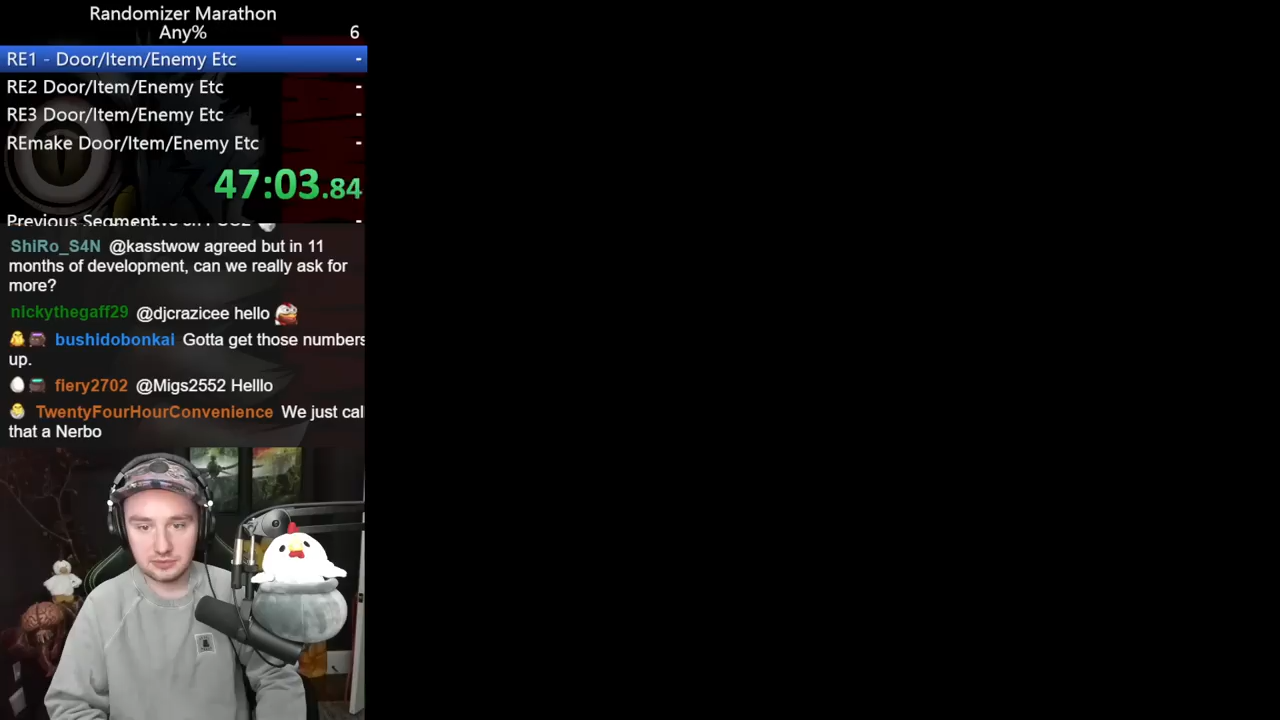 Randomizer Marathon
Any% 6
RE1 - Door/Item/Enemy Etc -
RE2 Door/Item/Enemy Etc -
RE3 Door/Item/Enemy Etc -
REmake Door/Item/Enemy Etc -
47:03.84
Previous Segment -
ShiRo_S4N @kasstwow agreed but in 11
months of development, can we really ask for
more?
nickythegaff29 @djcrazicee hello
bushidobonkai Gotta get those numbers
up.
fIery2702 @Migs2552 Helllo
TwentyFourHourConvenience We just cal
that a Nerbo